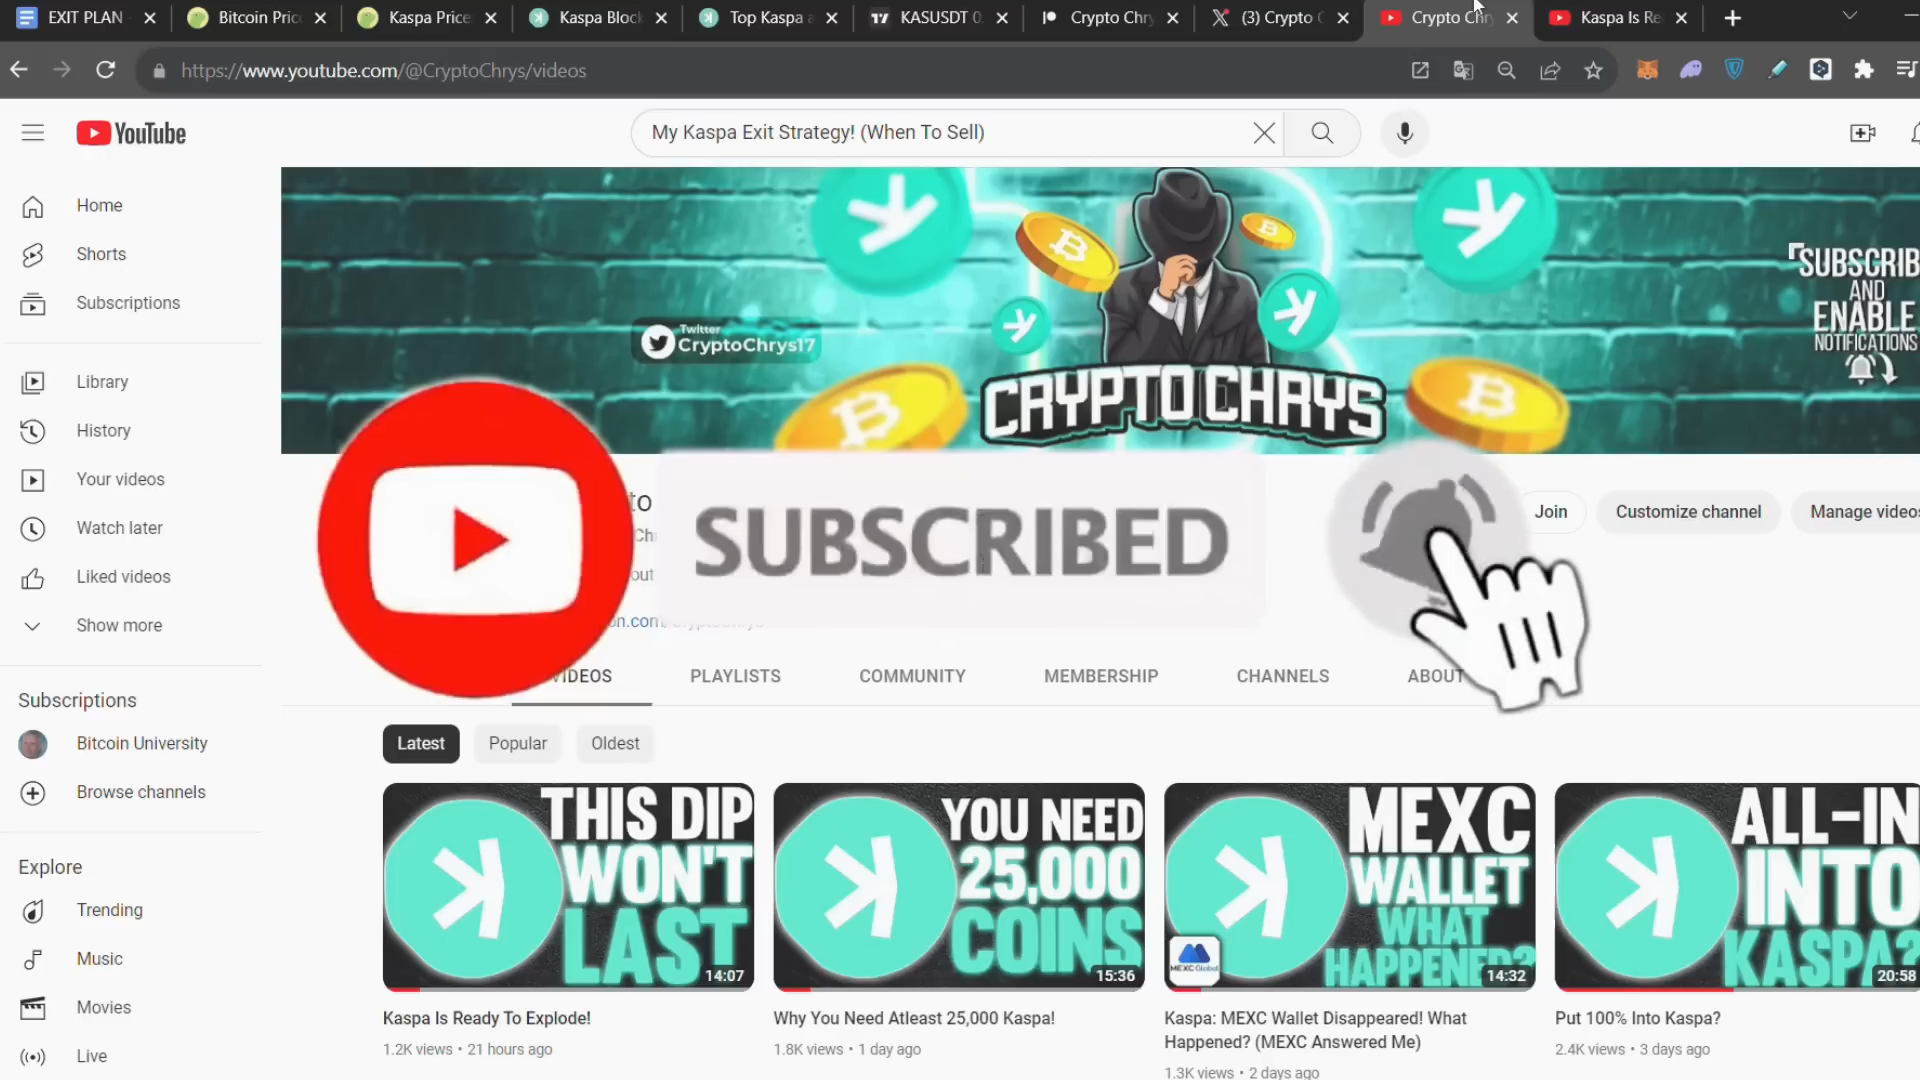 EXIT PLAN
Bitcoin Pric
Kaspa Price
Kaspa Block
Top Kaspa a
KASUSDT 0.
Crypto Chry
(3) Crypto C
Crypto Chry
Kaspa Is Re
https://www.youtube.com/@CryptoChrys/videos
YouTube
My Kaspa Exit Strategy! (When To Sell)
Home
Shorts
Subscriptions
Library
History
Your videos
Watch later
Liked videos
Show more
Subscriptions
Bitcoin University
Browse channels
Explore
Trending
Music
Movies
Live
Twitter
CryptoChrys17
CRYPTO CHRYS
SUBSCRIB
AND
ENABLE
NOTIFICATIONS
SUBSCRIBED
Join
Customize channel
Manage videos
VIDEOS
PLAYLISTS
COMMUNITY
MEMBERSHIP
CHANNELS
ABOUT
Latest
Popular
Oldest
THIS DIP
WON'T
LAST
14:07
YOU NEED
25,000
COINS
15:36
MEXC
WALLET
WHAT
HAPPENED?
MEXC Global
14:32
ALL-IN
INTO
KASPA?
20:58
Kaspa Is Ready To Explode!
1.2K views • 21 hours ago
Why You Need Atleast 25,000 Kaspa!
1.8K views • 1 day ago
Kaspa: MEXC Wallet Disappeared! What
Happened? (MEXC Answered Me)
1.3K views • 2 days ago
Put 100% Into Kaspa?
2.4K views • 3 days ago